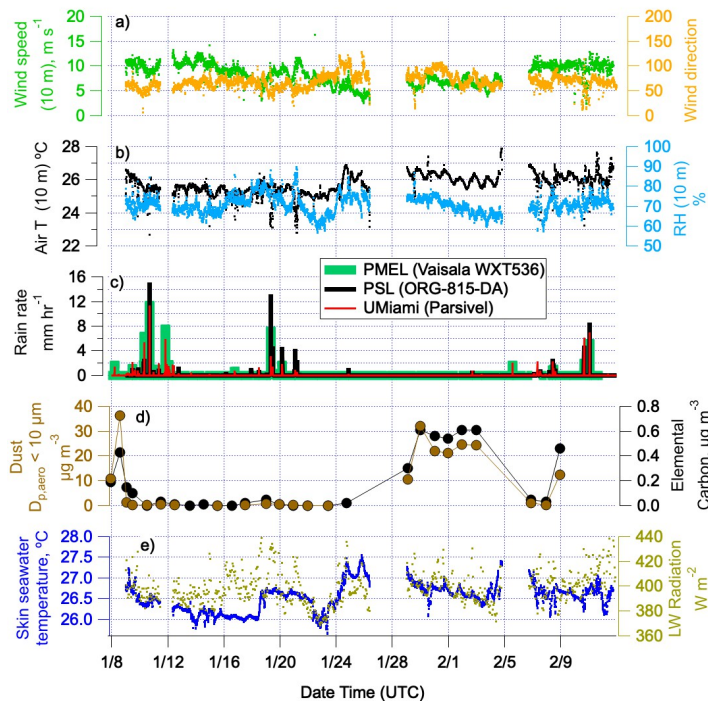 a)
Wind speed
(10 m), m s⁻¹
20
15
10
5
0
200
150
100
50
0
Wind direction
b)
Air T (10 m) ºC
28
26
24
22
100
90
80
70
60
50
RH (10 m)
%
c)
Rain rate
mm hr⁻¹
16
12
8
4
0
PMEL (Vaisala WXT536)
PSL (ORG-815-DA)
UMiami (Parsivel)
d)
Dust
Dp,aero < 10 µm
µg m⁻³
40
30
20
10
0
0.8
0.6
0.4
0.2
0.0
Elemental
Carbon, µg m⁻³
e)
Skin seawater
temperature, ºC
28.0
27.5
27.0
26.5
26.0
440
420
400
380
360
LW Radiation
W m⁻²
1/8 1/12 1/16 1/20 1/24 1/28 2/1 2/5 2/9
Date Time (UTC)